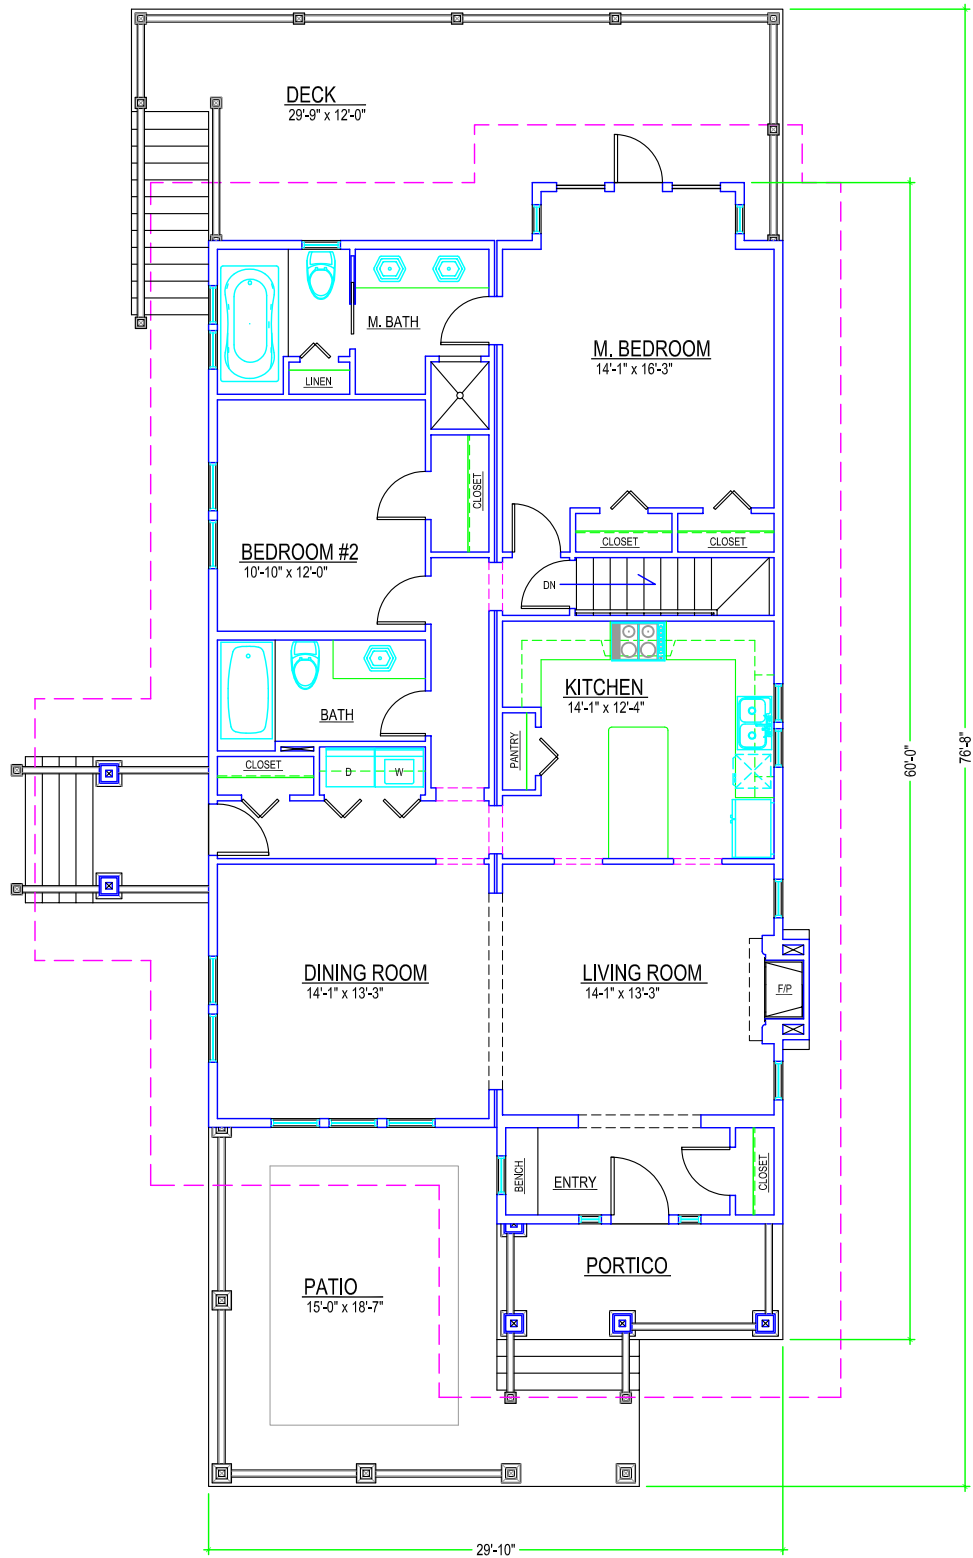 DECK
29'-9" x 12'-0"
M. BATH
LINEN
M. BEDROOM
14'-1" x 16'-3"
CLOSET
CLOSET
CLOSET
BEDROOM #2
10'-10" x 12'-0"
DN
KITCHEN
14'-1" x 12'-4"
BATH
PANTRY
CLOSET
D
W
60'-0"
76'-8"
DINING ROOM
14'-1" x 13'-3"
LIVING ROOM
14-1" x 13'-3"
F/P
BENCH
ENTRY
CLOSET
PORTICO
PATIO
15'-0" x 18'-7"
29'-10"